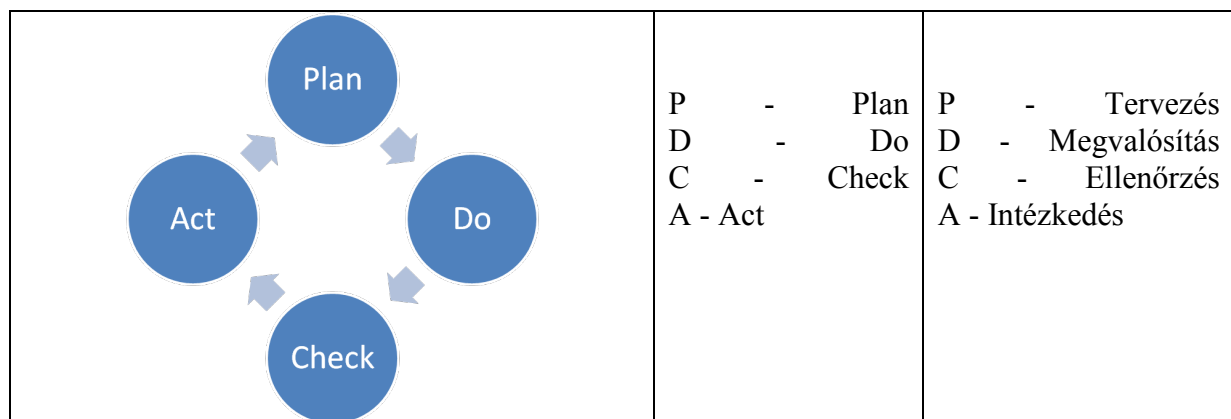 Plan
Act
Do
Check
P - Plan
D - Do
C - Check
A - Act
P - Tervezés
D - Megvalósítás
C - Ellenőrzés
A - Intézkedés